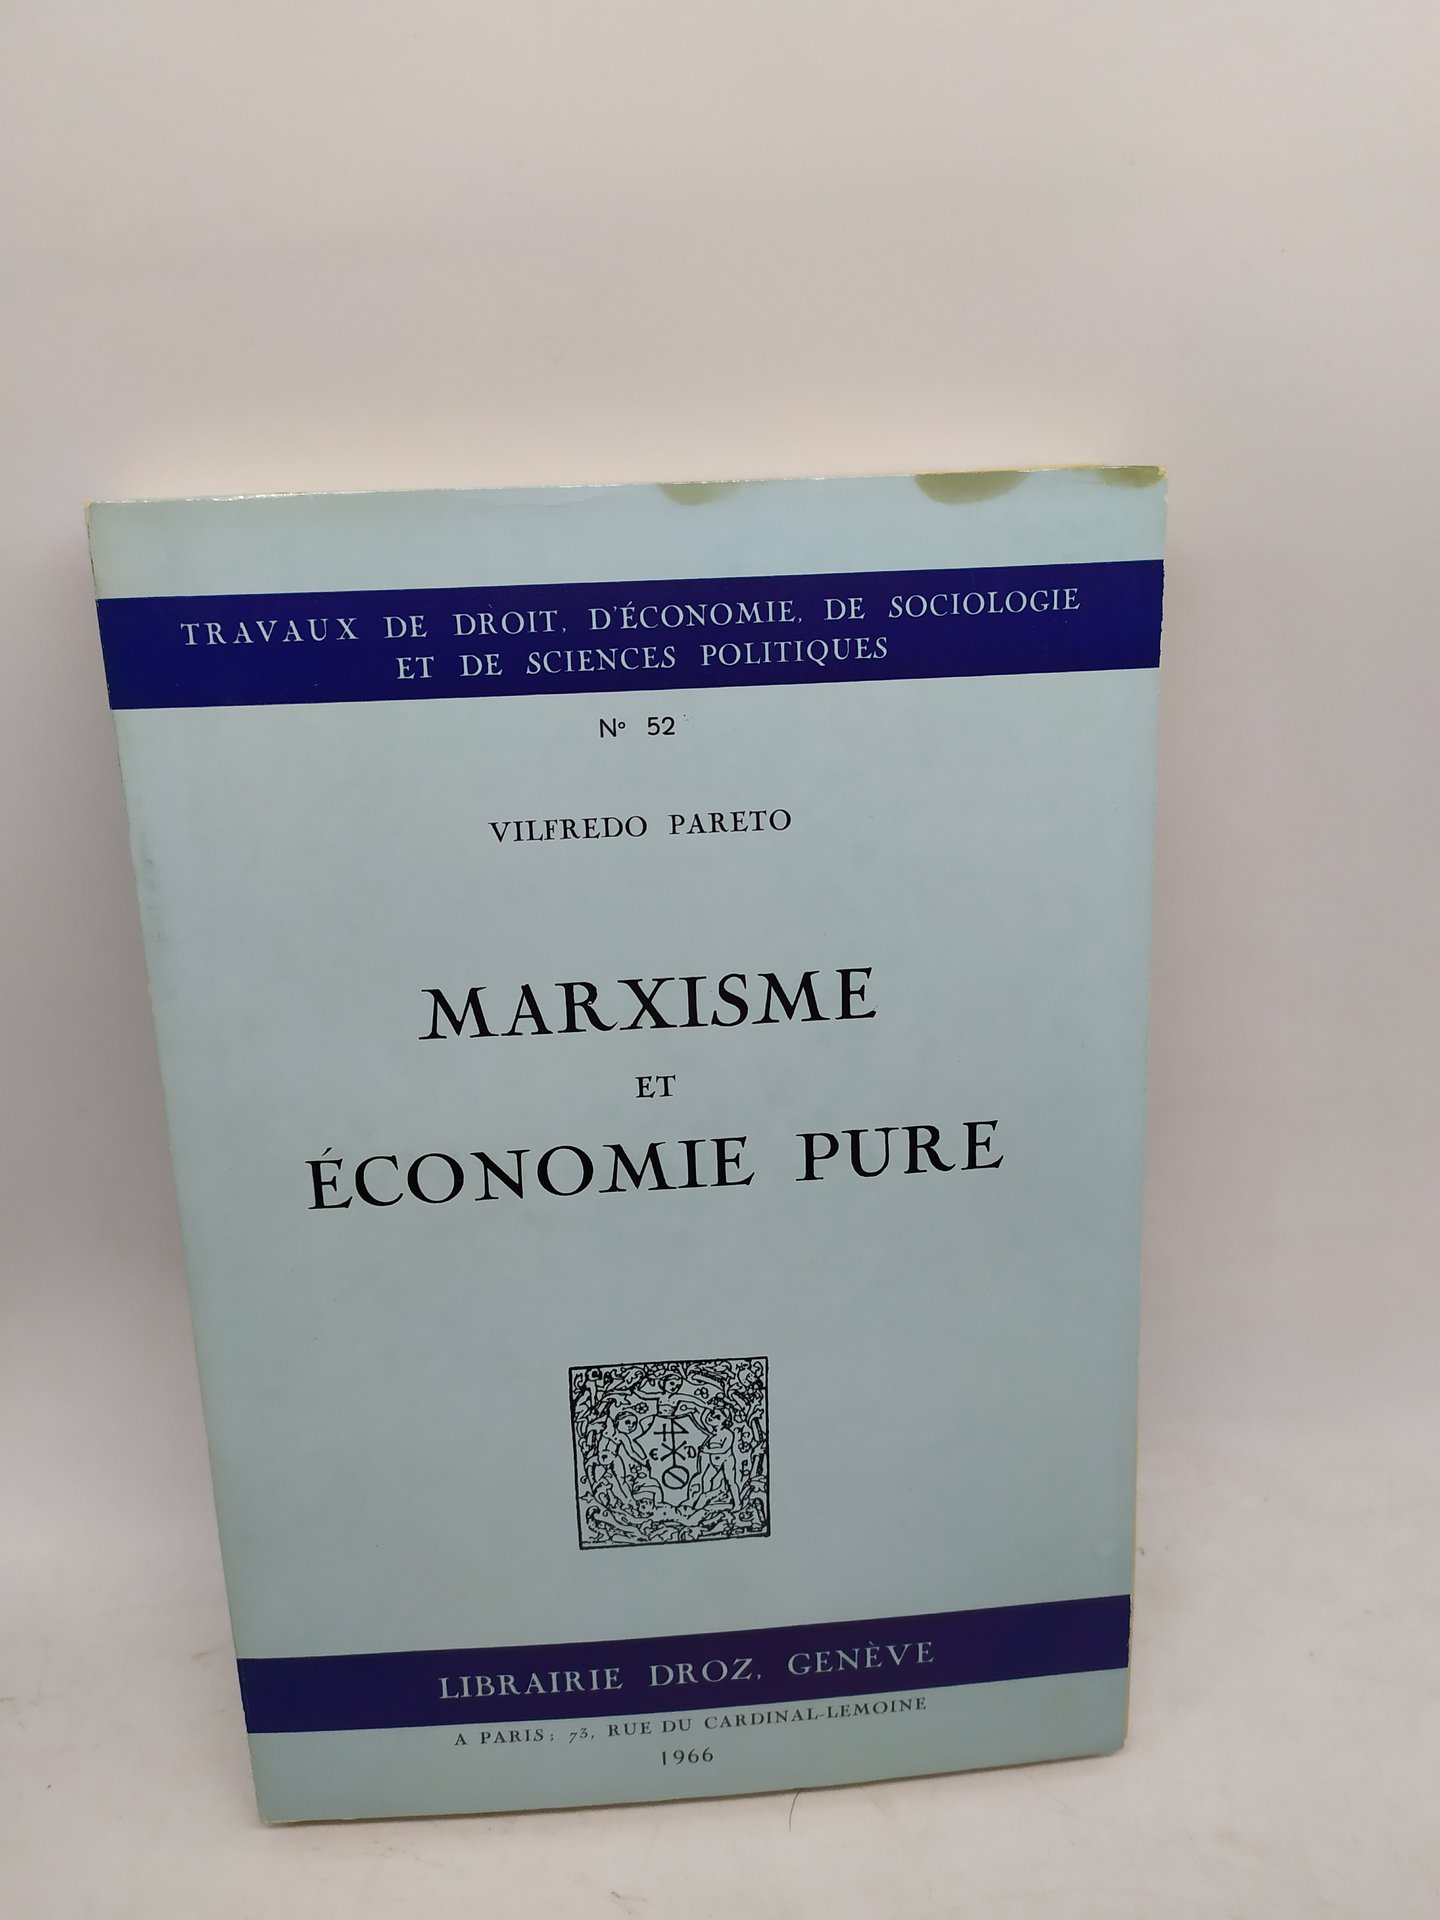 TRAVAUX DE DROIT, D'ÉCONOMIE, DE SOCIOLOGIE
ET DE SCIENCES POLITIQUES
Nº 52
VILFREDO PARETO
MARXISME
ET
ÉCONOMIE PURE
E D
LIBRAIRIE DROZ, GENÈVE
A PARIS; 73, RUE DU CARDINAL-LEMOINE
1966